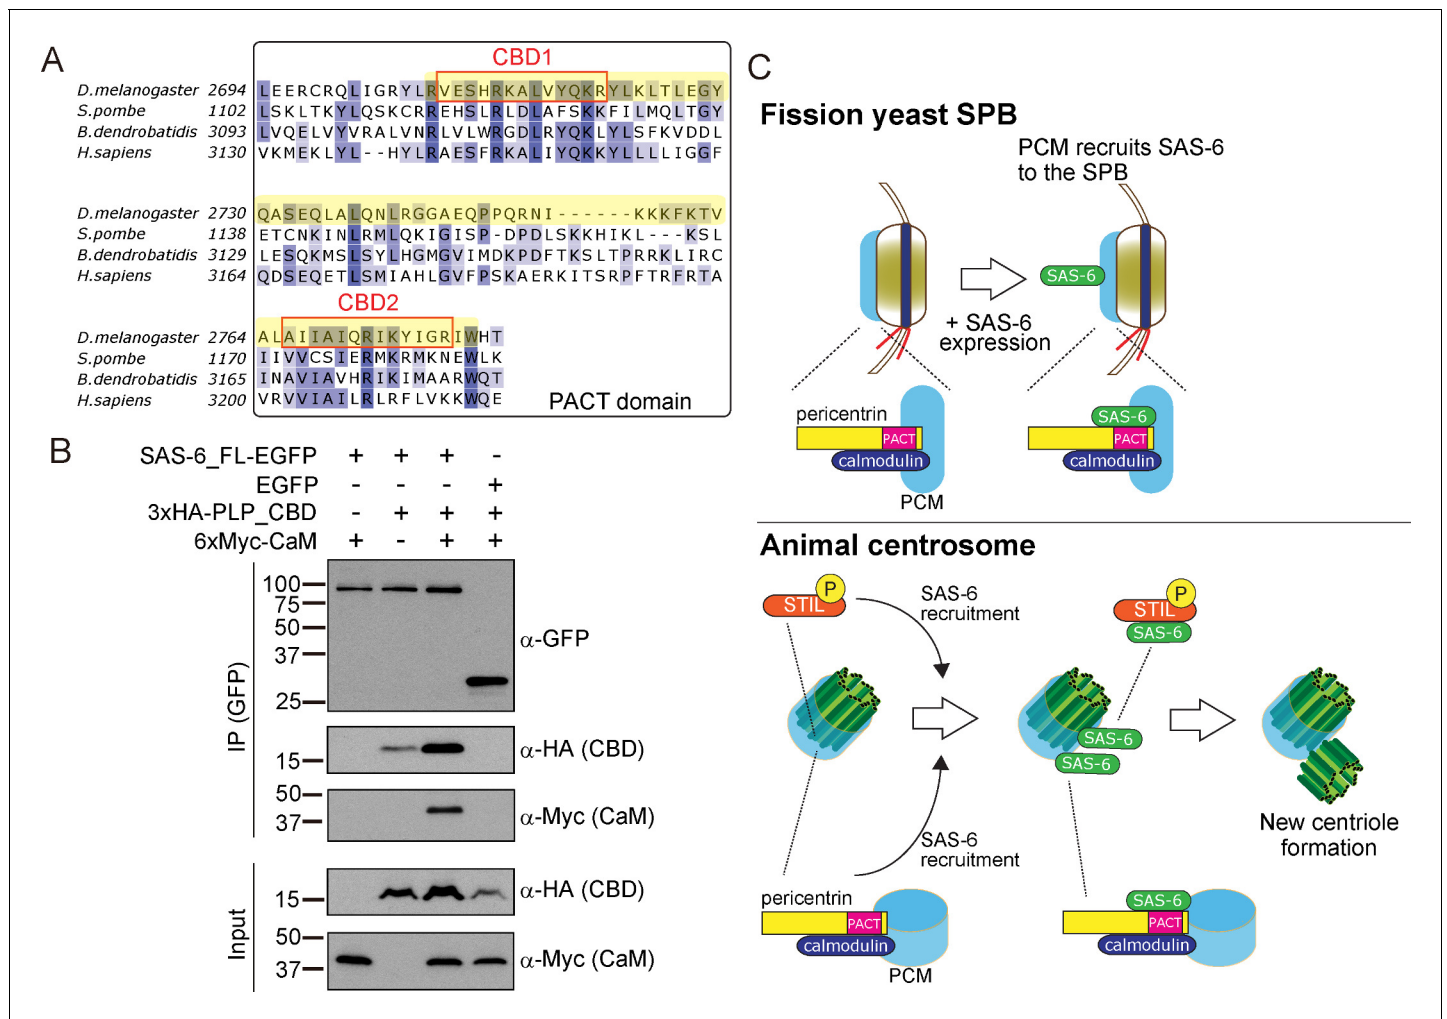 A
CBD1
D.melanogaster 2694 LEERCRQLIGRYLRVESHRKALVYQKRYLKLTLEGY
S.pombe 1102 LSKLTKYLQSKCRREHSLRLDLAFSKKFILMQLTGY
B.dendrobatidis 3093 LVQELVYVRALVNRLVLWRGDLRYQKLYLSFKVDDL
H.sapiens 3130 VKMEKLYL--HYLRAESFRKALIYQKKYLLLLIGGF
D.melanogaster 2730 QASEQLALQNLRGGAEQPPQRNI------KKKFKTV
S.pombe 1138 ETCNKINLRMLQKIGISP-DPDLSKKHIKL---KSL
B.dendrobatidis 3129 LESQKMSLSYLHGMGVIMDKPDFTKSLTPRRKLIRC
H.sapiens 3164 QDSEQETLSMIAHLGVFPSKAERKITSRPFTRFRTA
CBD2
D.melanogaster 2764 ALAIIAIQRIKYIGRIWHT
S.pombe 1170 IIVVCSIERMKRMKNEWLK
B.dendrobatidis 3165 INAVIAVHRIKIMAARWQT
H.sapiens 3200 VRVVIAILRLRFLVKKWQE
PACT domain
B
SAS-6_FL-EGFP + + + -
EGFP - - - +
3xHA-PLP_CBD - + + +
6xMyc-CaM + - + +
IP (GFP)
100
75
50
37
25
α-GFP
15
α-HA (CBD)
50
37
α-Myc (CaM)
Input
15
α-HA (CBD)
50
37
α-Myc (CaM)
C
Fission yeast SPB
PCM recruits SAS-6
to the SPB
SAS-6
+ SAS-6
expression
pericentrin
PACT
calmodulin
PCM
SAS-6
PACT
calmodulin
Animal centrosome
P
STIL
SAS-6
recruitment
P
STIL
SAS-6
SAS-6
SAS-6
New centriole
formation
SAS-6
recruitment
pericentrin
PACT
calmodulin
PCM
SAS-6
PACT
calmodulin